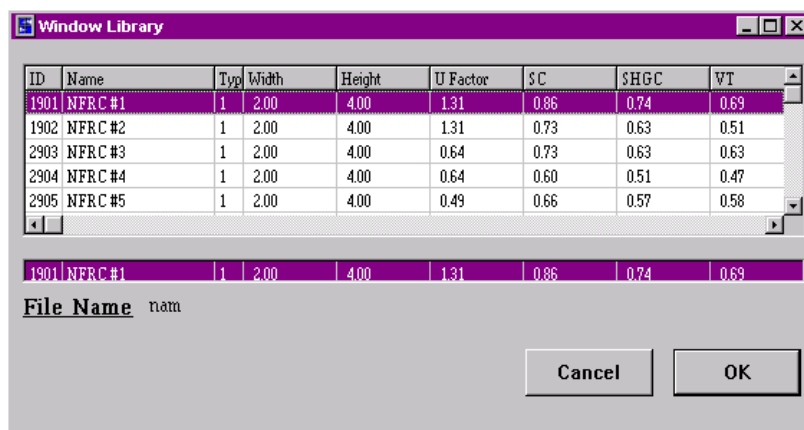 Window Library
ID Name Typ Width Height U Factor SC SHGC VT
1901 NFRC #1 1 2.00 4.00 1.31 0.86 0.74 0.69
1902 NFRC #2 1 2.00 4.00 1.31 0.73 0.63 0.51
2903 NFRC #3 1 2.00 4.00 0.64 0.73 0.63 0.63
2904 NFRC #4 1 2.00 4.00 0.64 0.60 0.51 0.47
2905 NFRC #5 1 2.00 4.00 0.49 0.66 0.57 0.58
1901 NFRC #1 1 2.00 4.00 1.31 0.86 0.74 0.69
File Name nam
Cancel OK